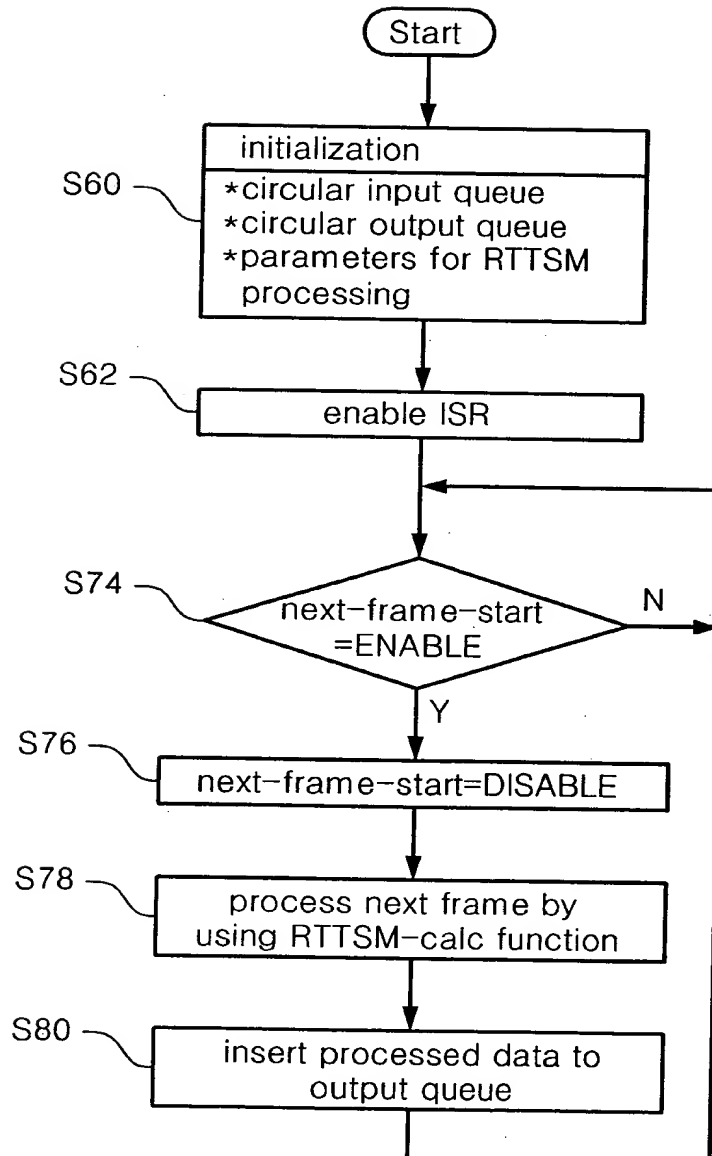 Start
initialization
S60
*circular input queue
*circular output queue
*parameters for RTTSM
processing
S62
enable ISR
S74
next-frame-start
=ENABLE
N
Y
S76
next-frame-start=DISABLE
S78
process next frame by
using RTTSM-calc function
S80
insert processed data to
output queue